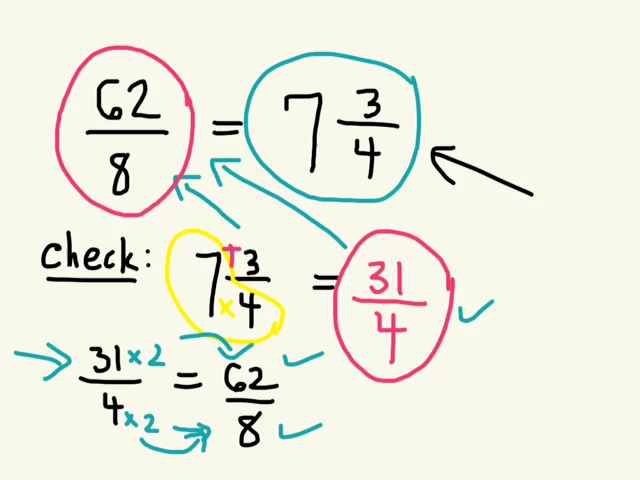 62/8 = 7 3/4
check: 7 + 3/4 × = 31/4
31 × 2 / 4 × 2 = 62/8